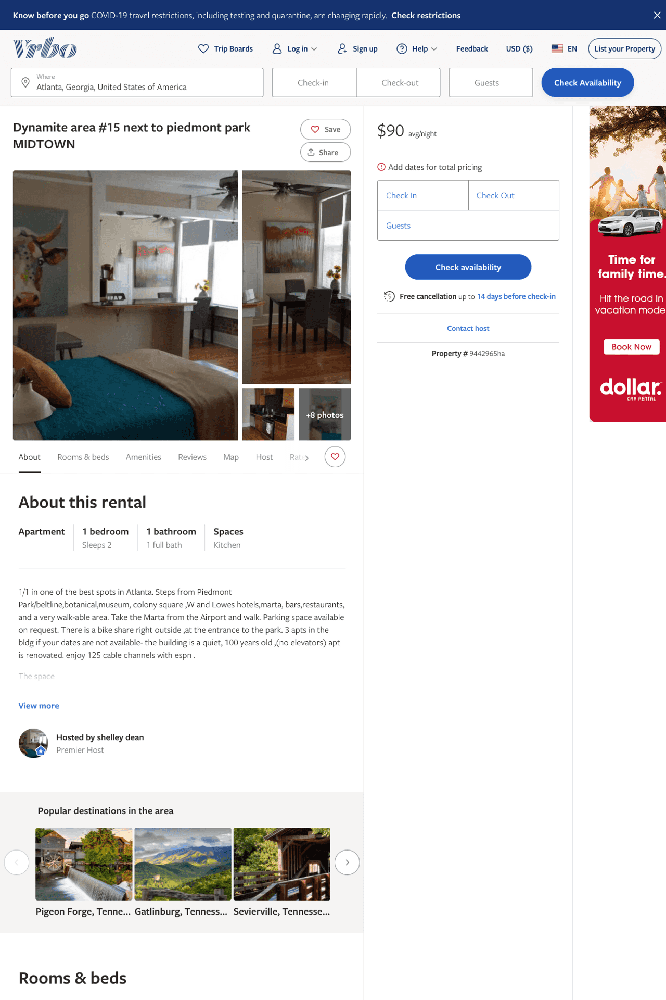 Know before you go COVID-19 travel restrictions, including testing and quarantine, are changing rapidly. Check restrictions
Vrbo
Trip Boards
Log in
Sign up
Help
Feedback
USD ($)
EN
List your Property
Where
Atlanta, Georgia, United States of America
Check-in
Check-out
Guests
Check Availability
Dynamite area #15 next to piedmont park
MIDTOWN
Save
Share
+8 photos
$90 avg/night
Add dates for total pricing
Check In
Check Out
Guests
Check availability
Free cancellation up to 14 days before check-in
Contact host
Property # 9442965ha
Time for
family time.
Hit the road in
vacation mode
Book Now
dollar.
CAR RENTAL
About
Rooms & beds
Amenities
Reviews
Map
Host
Rate
About this rental
Apartment
1 bedroom
Sleeps 2
1 bathroom
1 full bath
Spaces
Kitchen
1/1 in one of the best spots in Atlanta. Steps from Piedmont
Park/beltline,botanical,museum, colony square ,W and Lowes hotels,marta, bars,restaurants,
and a very walk-able area. Take the Marta from the Airport and walk. Parking space available
on request. There is a bike share right outside ,at the entrance to the park. 3 apts in the
bldg if your dates are not available- the building is a quiet, 100 years old ,(no elevators) apt
is renovated. enjoy 125 cable channels with espn .
The space
View more
Hosted by shelley dean
Premier Host
Popular destinations in the area
Pigeon Forge, Tenne...
Gatlinburg, Tenness...
Sevierville, Tennesse...
Rooms & beds